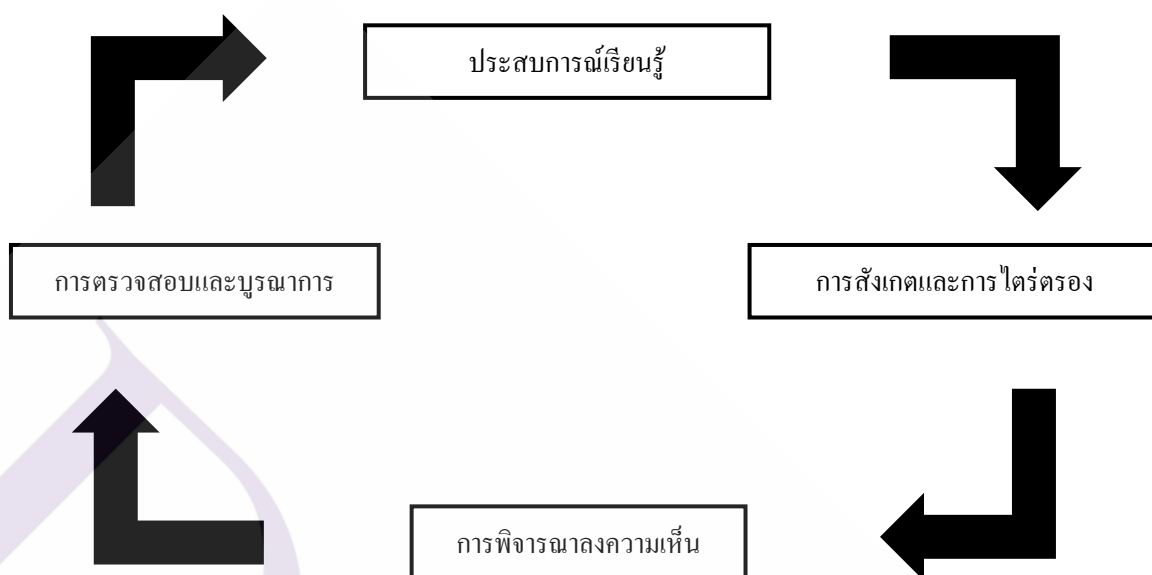 ประสบการณ์เรียนรู้
การตรวจสอบและบูรณาการ
การสังเกตและการไตร่ตรอง
การพิจารณาลงความเห็น